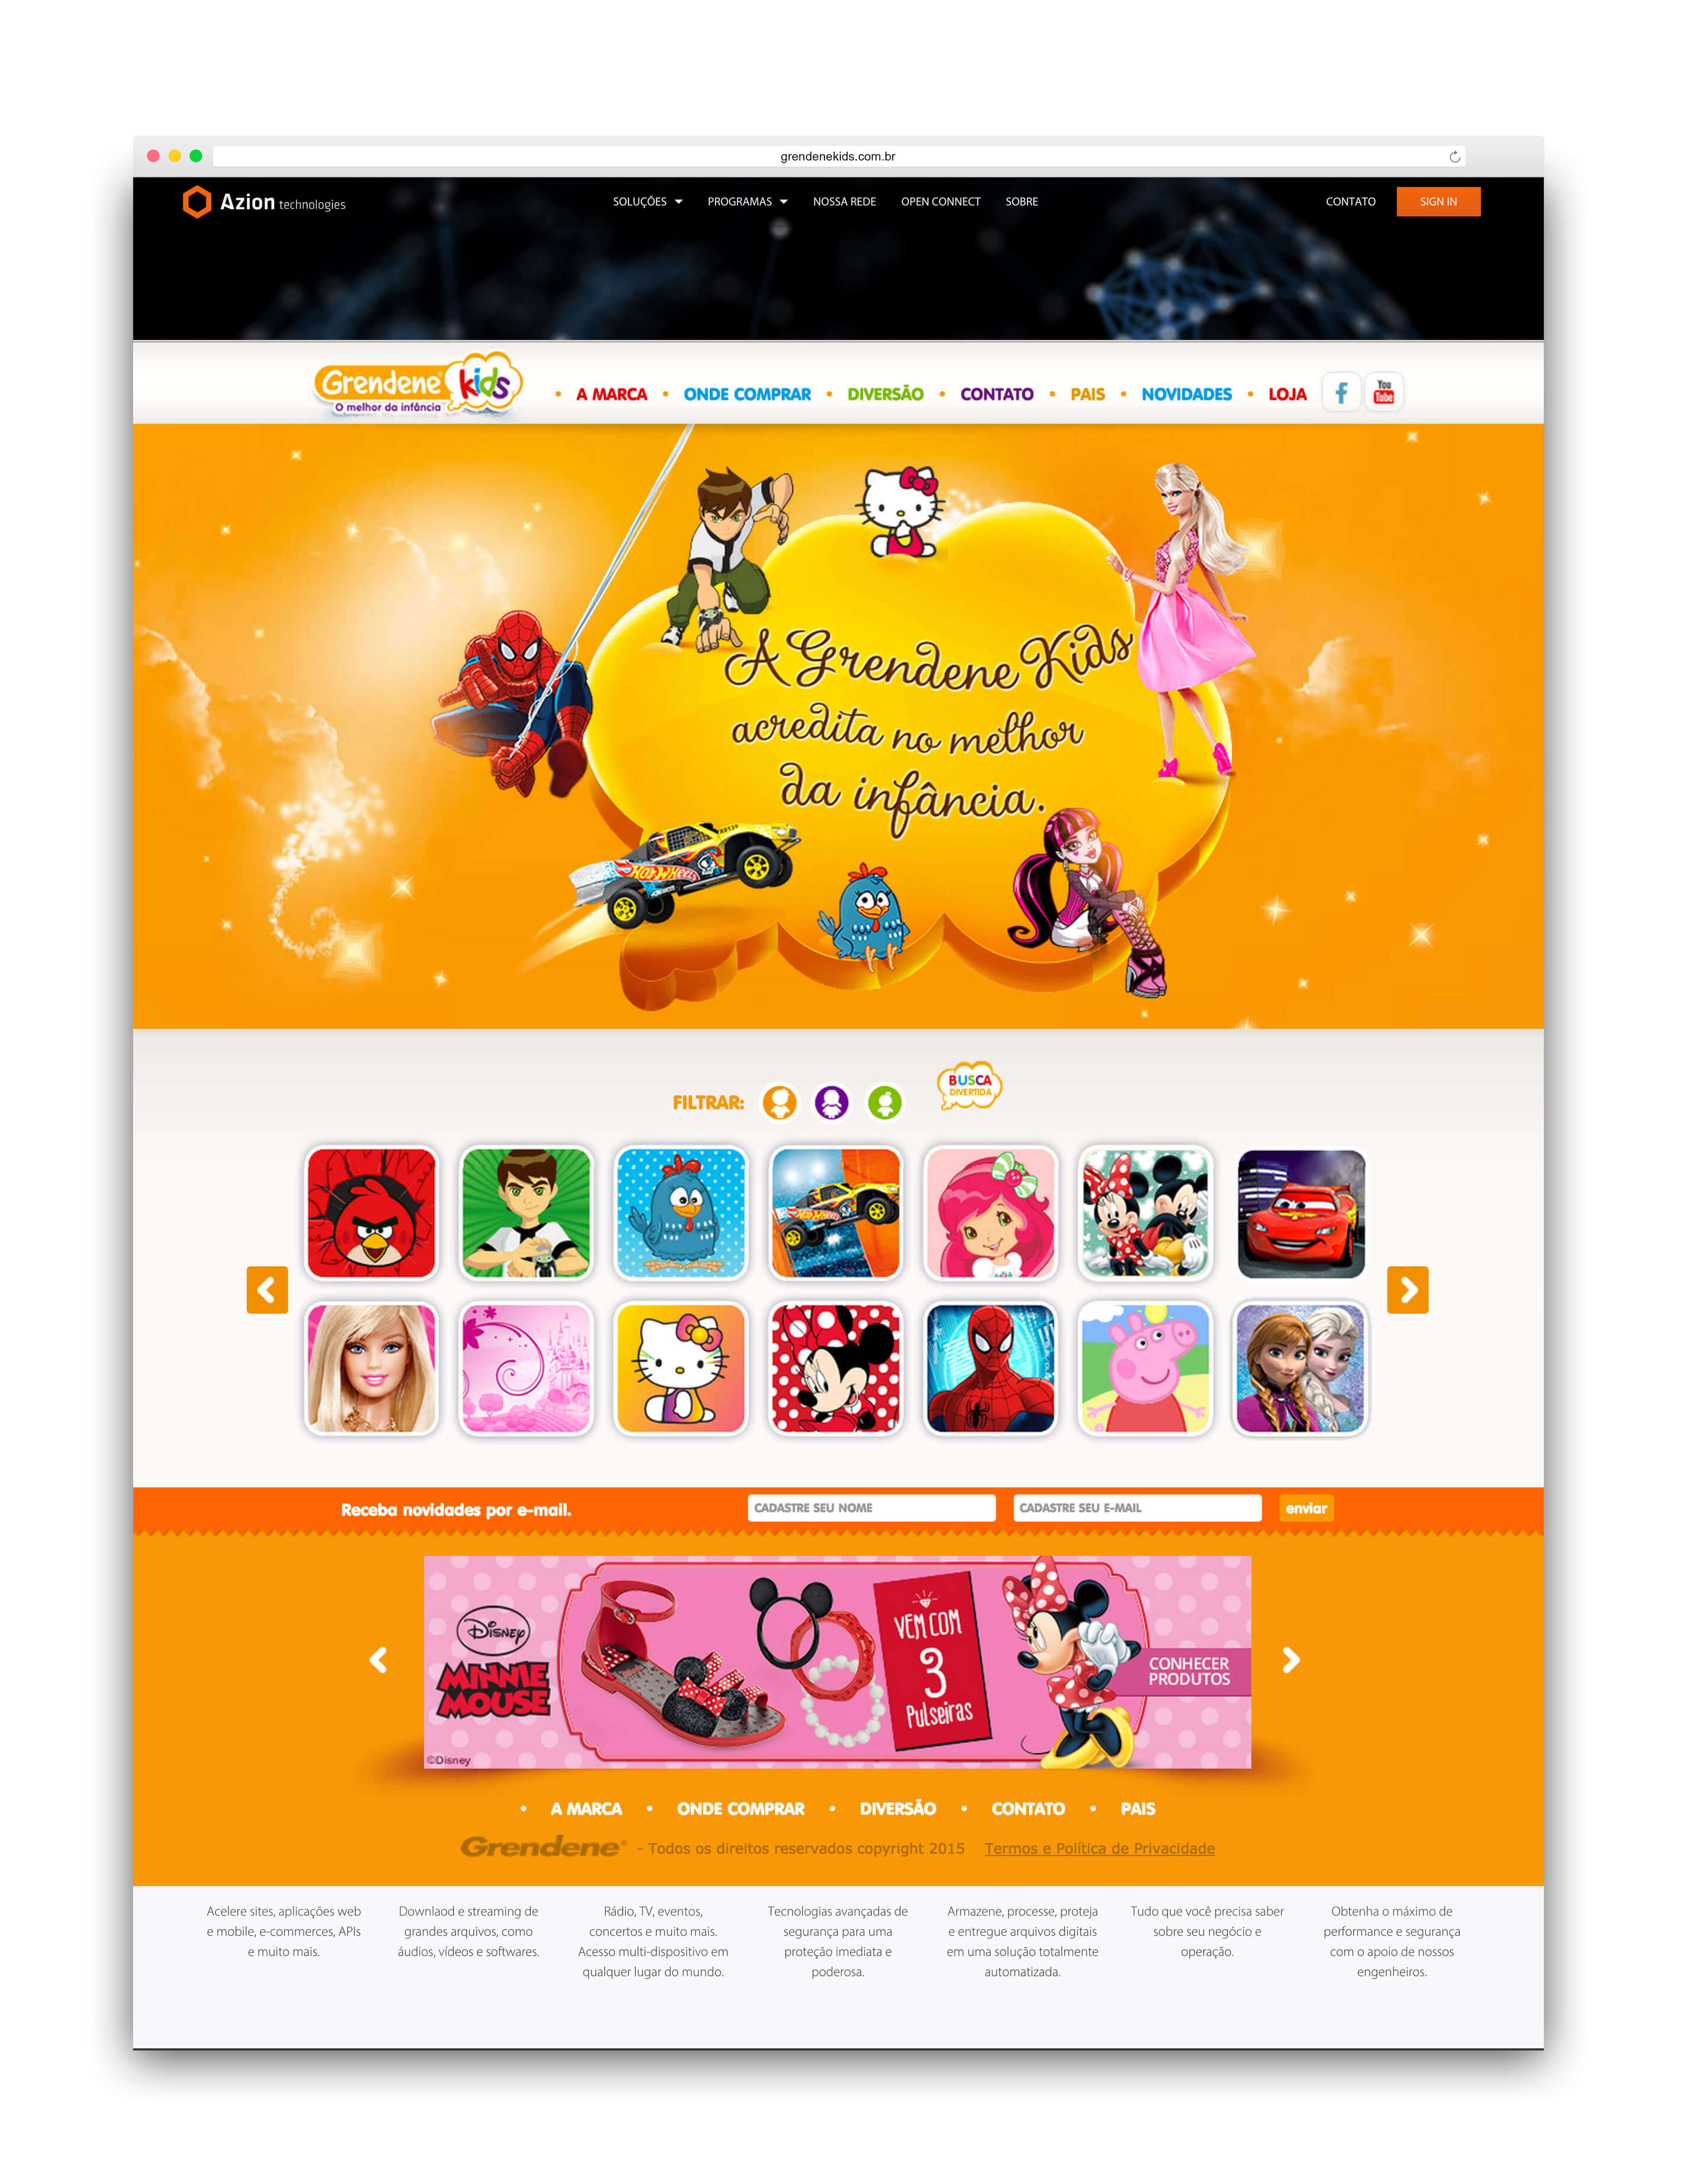 grendenekids.com.br
Azion technologies
SOLUÇÕES PROGRAMAS NOSSA REDE OPEN CONNECT SOBRE CONTATO SIGN IN
Grendene kids
O melhor da infância
• A MARCA • ONDE COMPRAR • DIVERSÃO • CONTATO • PAIS • NOVIDADES • LOJA f You Tube
A Grendene Kids
acredita no melhor
da infância.
HOT WHEELS
FILTRAR:
BUSCA
DIVERTIDA
Receba novidades por e-mail. CADASTRE SEU NOME CADASTRE SEU E-MAIL enviar
Disney
MINNIE
MOUSE
VEM COM
3
Pulseiras
CONHECER
PRODUTOS
©Disney
• A MARCA • ONDE COMPRAR • DIVERSÃO • CONTATO • PAIS
Grendene® - Todos os direitos reservados copyright 2015 Termos e Política de Privacidade
Acelere sites, aplicações web
e mobile, e-commerces, APIs
e muito mais.
Downlaod e streaming de
grandes arquivos, como
áudios, vídeos e softwares.
Rádio, TV, eventos,
concertos e muito mais.
Acesso multi-dispositivo em
qualquer lugar do mundo.
Tecnologias avançadas de
segurança para uma
proteção imediata e
poderosa.
Armazene, processe, proteja
e entregue arquivos digitais
em uma solução totalmente
automatizada.
Tudo que você precisa saber
sobre seu negócio e
operação.
Obtenha o máximo de
performance e segurança
com o apoio de nossos
engenheiros.